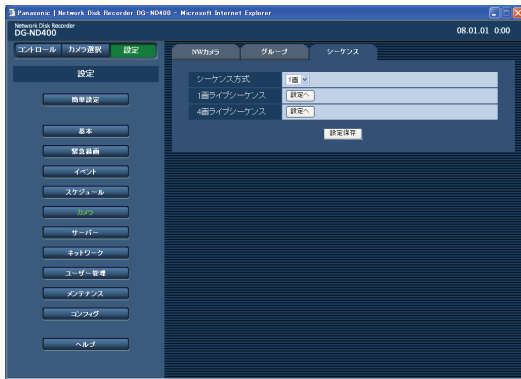 Panasonic | Network Disk Recorder DG-ND400 - Microsoft Internet Explorer
Network Disk Recorder
DG-ND400
08.01.01 0:00
コントロール カメラ選択 設定
設定
簡単設定
基本
緊急録画
イベント
スケジュール
カメラ
サーバー
ネットワーク
ユーザー管理
メンテナンス
コンフィグ
ヘルプ
NWカメラ グループ シーケンス
シーケンス方式 1画
1画ライブシーケンス 設定へ
4画ライブシーケンス 設定へ
設定保存